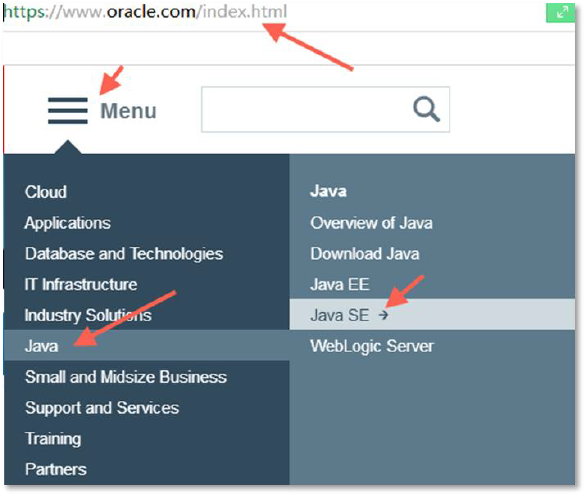 https://www.oracle.com/index.html
Menu
Cloud
Applications
Database and Technologies
IT Infrastructure
Industry Solutions
Java
Small and Midsize Business
Support and Services
Training
Partners
Java
Overview of Java
Download Java
Java EE
Java SE →
WebLogic Server